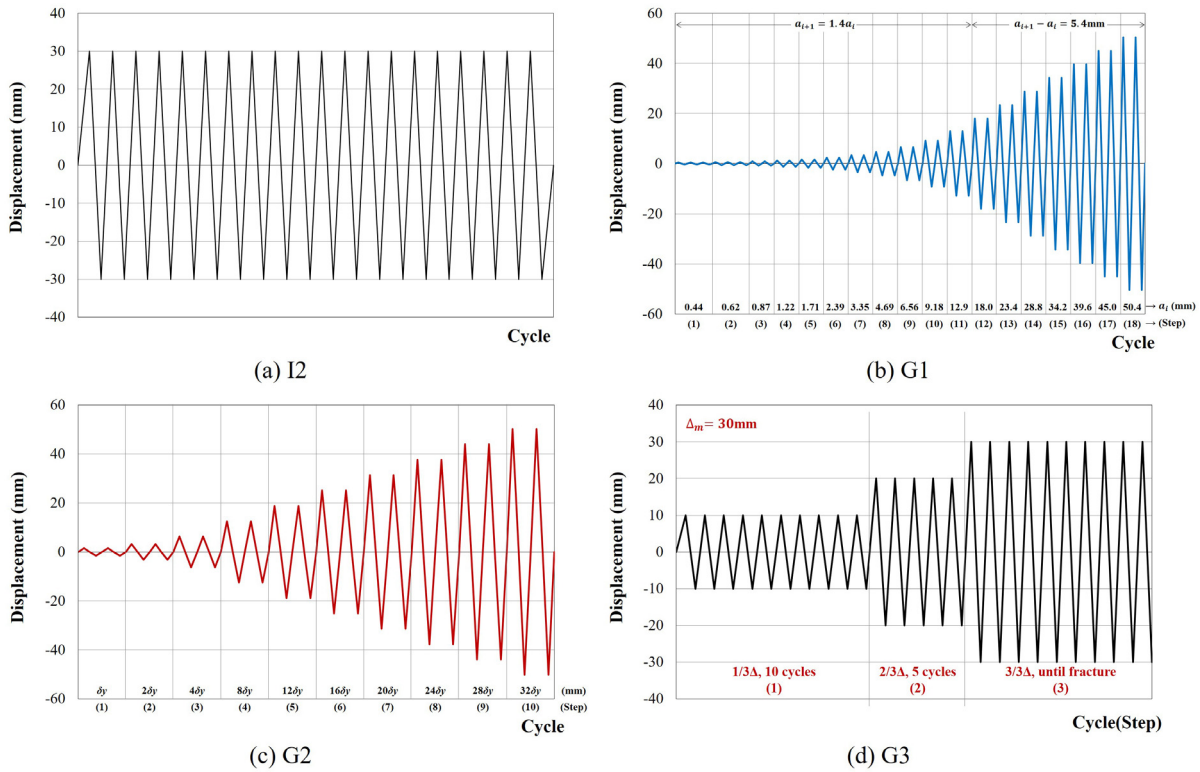 40
30
20
10
0
-10
-20
-30
-40
Displacement (mm)
Cycle
(a) I2
60
40
20
0
-20
-40
-60
Displacement (mm)
a_{i+1} = 1.4a_i
a_{i+1} − a_i = 5.4mm
0.44 0.62 0.87 1.22 1.71 2.39 3.35 4.69 6.56 9.18 12.9 18.0 23.4 28.8 34.2 39.6 45.0 50.4 → a_i (mm)
(1) (2) (3) (4) (5) (6) (7) (8) (9) (10) (11) (12) (13) (14) (15) (16) (17) (18) → (Step)
Cycle
(b) G1
60
40
20
0
-20
-40
-60
Displacement (mm)
δy 2δy 4δy 8δy 12δy 16δy 20δy 24δy 28δy 32δy (mm)
(1) (2) (3) (4) (5) (6) (7) (8) (9) (10) (Step)
Cycle
(c) G2
40
30
20
10
0
-10
-20
-30
-40
Displacement (mm)
Δm= 30mm
1/3Δ, 10 cycles 2/3Δ, 5 cycles 3/3Δ, until fracture
(1) (2) (3)
Cycle(Step)
(d) G3